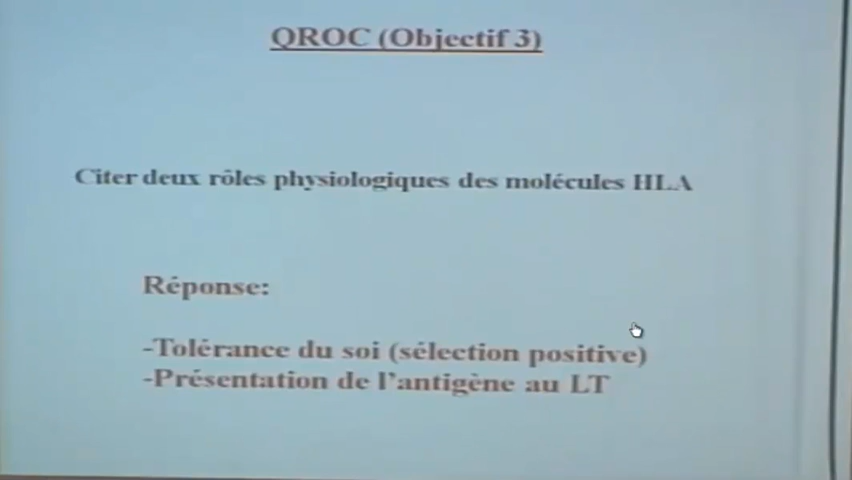 QROC (Objectif 3)
Citer deux rôles physiologiques des molécules HLA
Réponse:
-Tolérance du soi (sélection positive)
-Présentation de l'antigène au LT